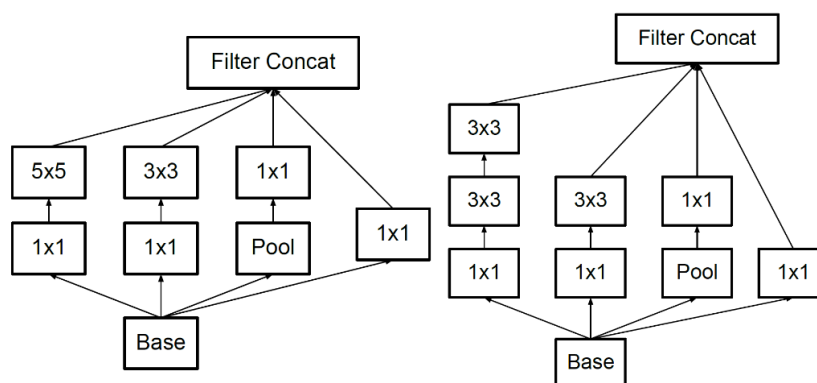 Filter Concat
5x5
3x3
1x1
1x1
1x1
Pool
1x1
Base
Filter Concat
3x3
3x3
3x3
1x1
1x1
1x1
Pool
1x1
Base